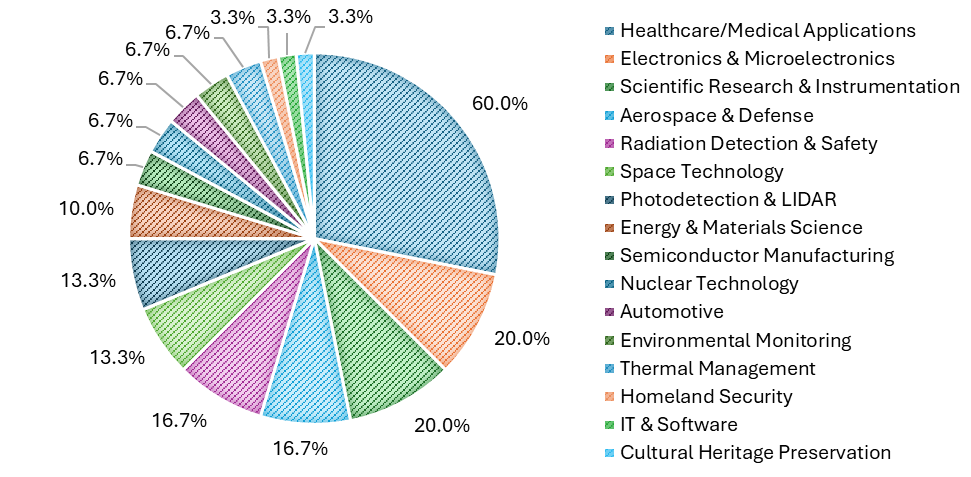 3.3%
3.3%
3.3%
6.7%
6.7%
6.7%
6.7%
6.7%
10.0%
13.3%
13.3%
16.7%
16.7%
20.0%
20.0%
60.0%
Healthcare/Medical Applications
Electronics & Microelectronics
Scientific Research & Instrumentation
Aerospace & Defense
Radiation Detection & Safety
Space Technology
Photodetection & LIDAR
Energy & Materials Science
Semiconductor Manufacturing
Nuclear Technology
Automotive
Environmental Monitoring
Thermal Management
Homeland Security
IT & Software
Cultural Heritage Preservation